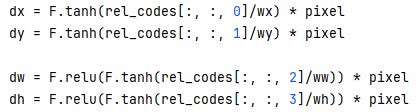 dx = F.tanh(rel_codes[:, :, 0]/wx) * pixel
dy = F.tanh(rel_codes[:, :, 1]/wy) * pixel
dw = F.relu(F.tanh(rel_codes[:, :, 2]/ww)) * pixel
dh = F.relu(F.tanh(rel_codes[:, :, 3]/wh)) * pixel